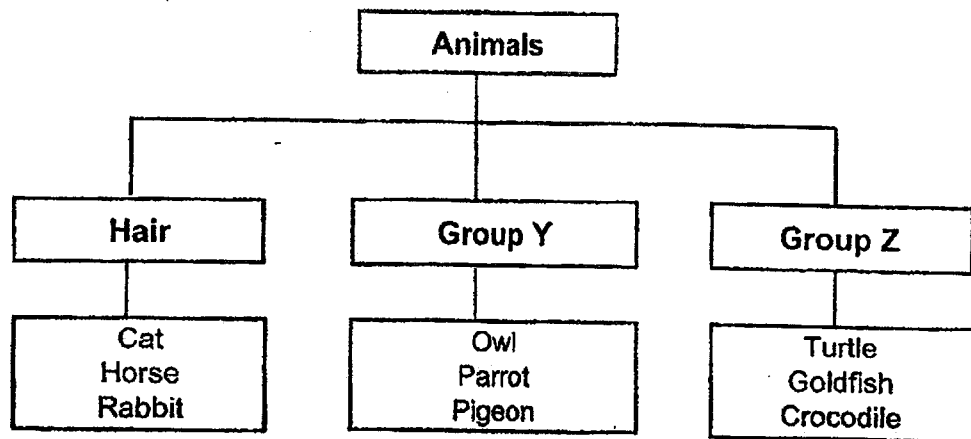 Animals
Hair
Group Y
Group Z
Cat
Horse
Rabbit
Owl
Parrot
Pigeon
Turtle
Goldfish
Crocodile